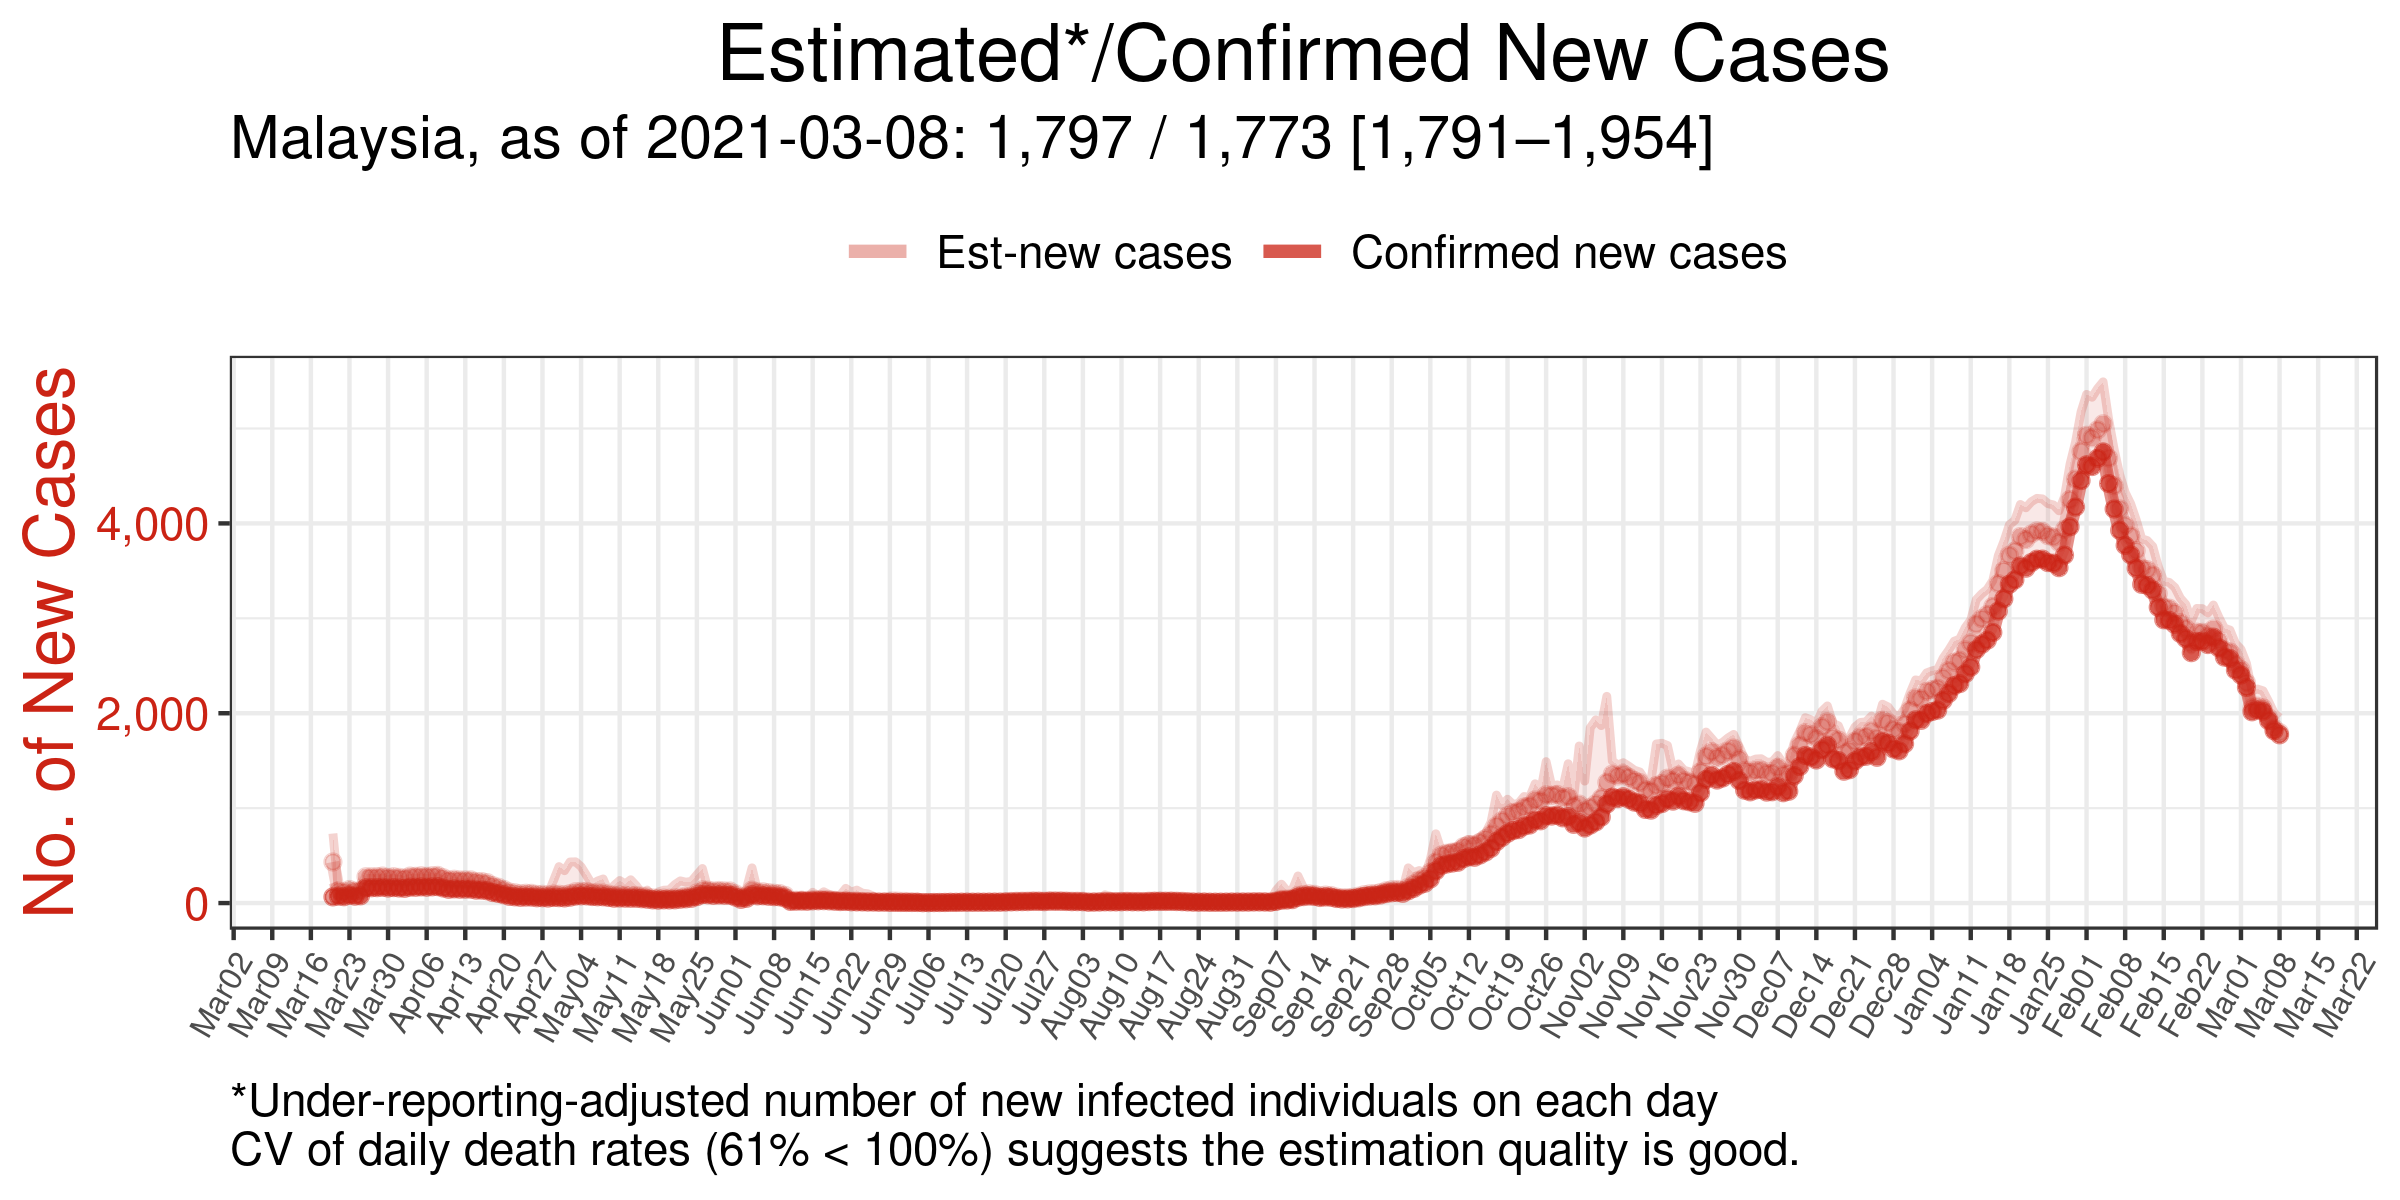 Estimated*/Confirmed New Cases
Malaysia, as of 2021-03-08: 1,797 / 1,773 [1,791–1,954]
Est-new cases Confirmed new cases
No. of New Cases
4,000
2,000
0
Mar02 Mar09 Mar16 Mar23 Mar30 Apr06 Apr13 Apr20 Apr27 May04 May11 May18 May25 Jun01 Jun08 Jun15 Jun22 Jun29 Jul06 Jul13 Jul20 Jul27 Aug03 Aug10 Aug17 Aug24 Aug31 Sep07 Sep14 Sep21 Sep28 Oct05 Oct12 Oct19 Oct26 Nov02 Nov09 Nov16 Nov23 Nov30 Dec07 Dec14 Dec21 Dec28 Jan04 Jan11 Jan18 Jan25 Feb01 Feb08 Feb15 Feb22 Mar01 Mar08 Mar15 Mar22
*Under-reporting-adjusted number of new infected individuals on each day
CV of daily death rates (61% < 100%) suggests the estimation quality is good.